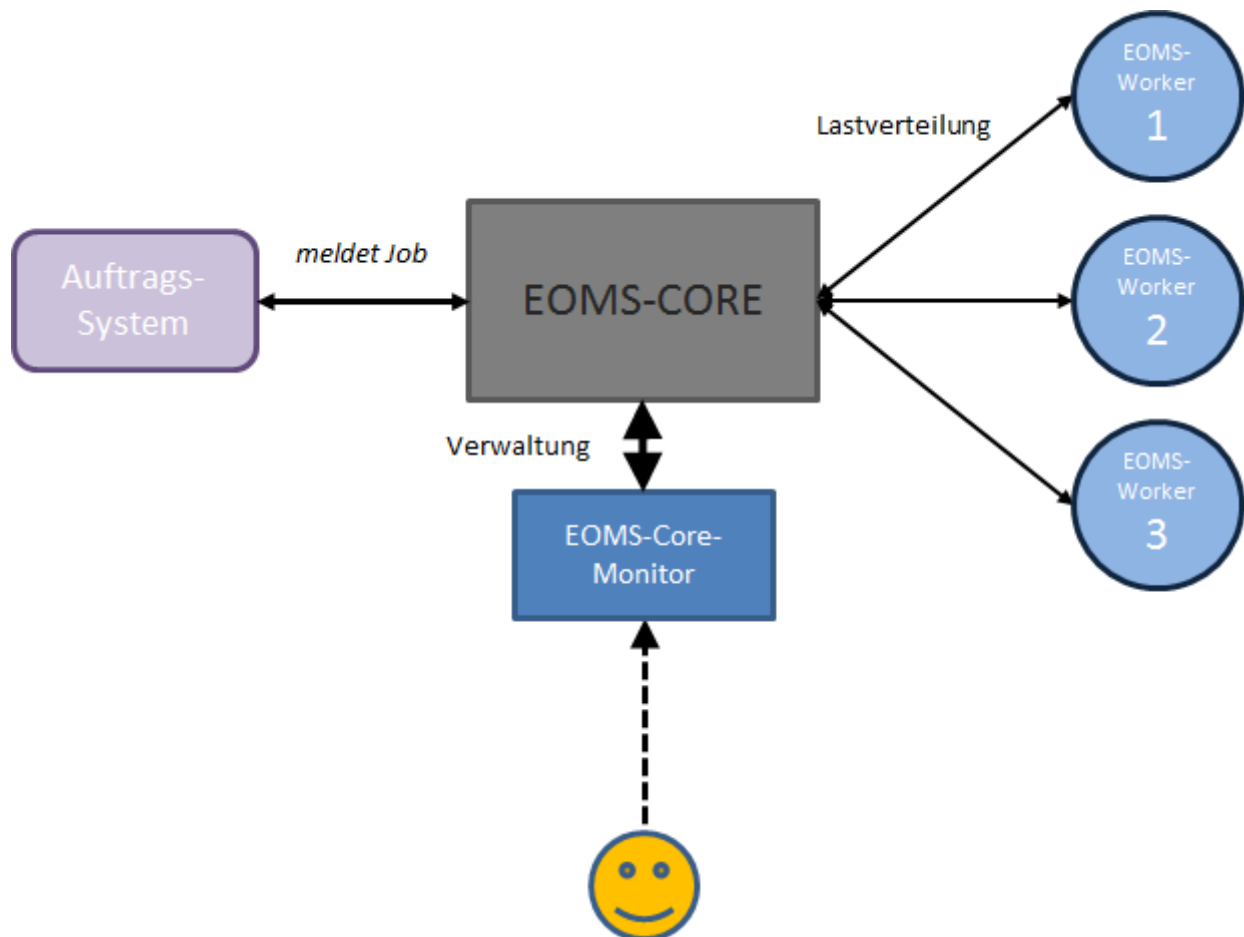 EOMS-
Worker
1
Lastverteilung
Auftrags-
System
meldet Job
EOMS-CORE
EOMS-
Worker
2
Verwaltung
EOMS-Core-
Monitor
EOMS-
Worker
3